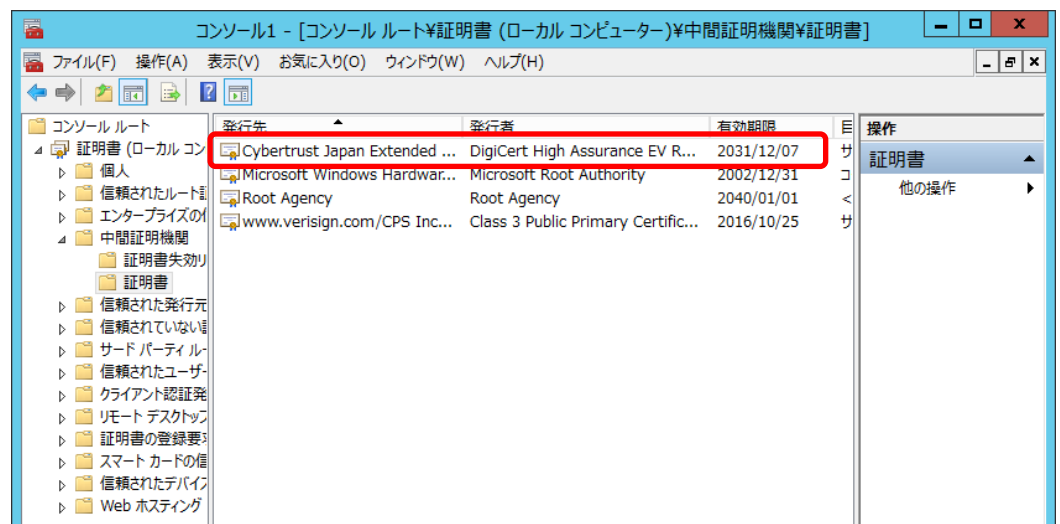 コンソール1 - [コンソール ルート¥証明書 (ローカル コンピューター)¥中間証明機関¥証明書]
ファイル(F) 操作(A) 表示(V) お気に入り(O) ウィンドウ(W) ヘルプ(H)
コンソール ルート
証明書 (ローカル コン
個人
信頼されたルート証
エンタープライズの信
中間証明機関
証明書失効リ
証明書
信頼された発行元
信頼されていない証
サード パーティ ルー
信頼されたユーザー
クライアント認証発
リモート デスクトップ
証明書の登録要求
スマート カードの信
信頼されたデバイス
Web ホスティング
発行先 発行者 有効期限 目
Cybertrust Japan Extended ... DigiCert High Assurance EV R... 2031/12/07 サ
Microsoft Windows Hardwar... Microsoft Root Authority 2002/12/31 コ
Root Agency Root Agency 2040/01/01 <
www.verisign.com/CPS Inc... Class 3 Public Primary Certific... 2016/10/25 サ
操作
証明書
他の操作